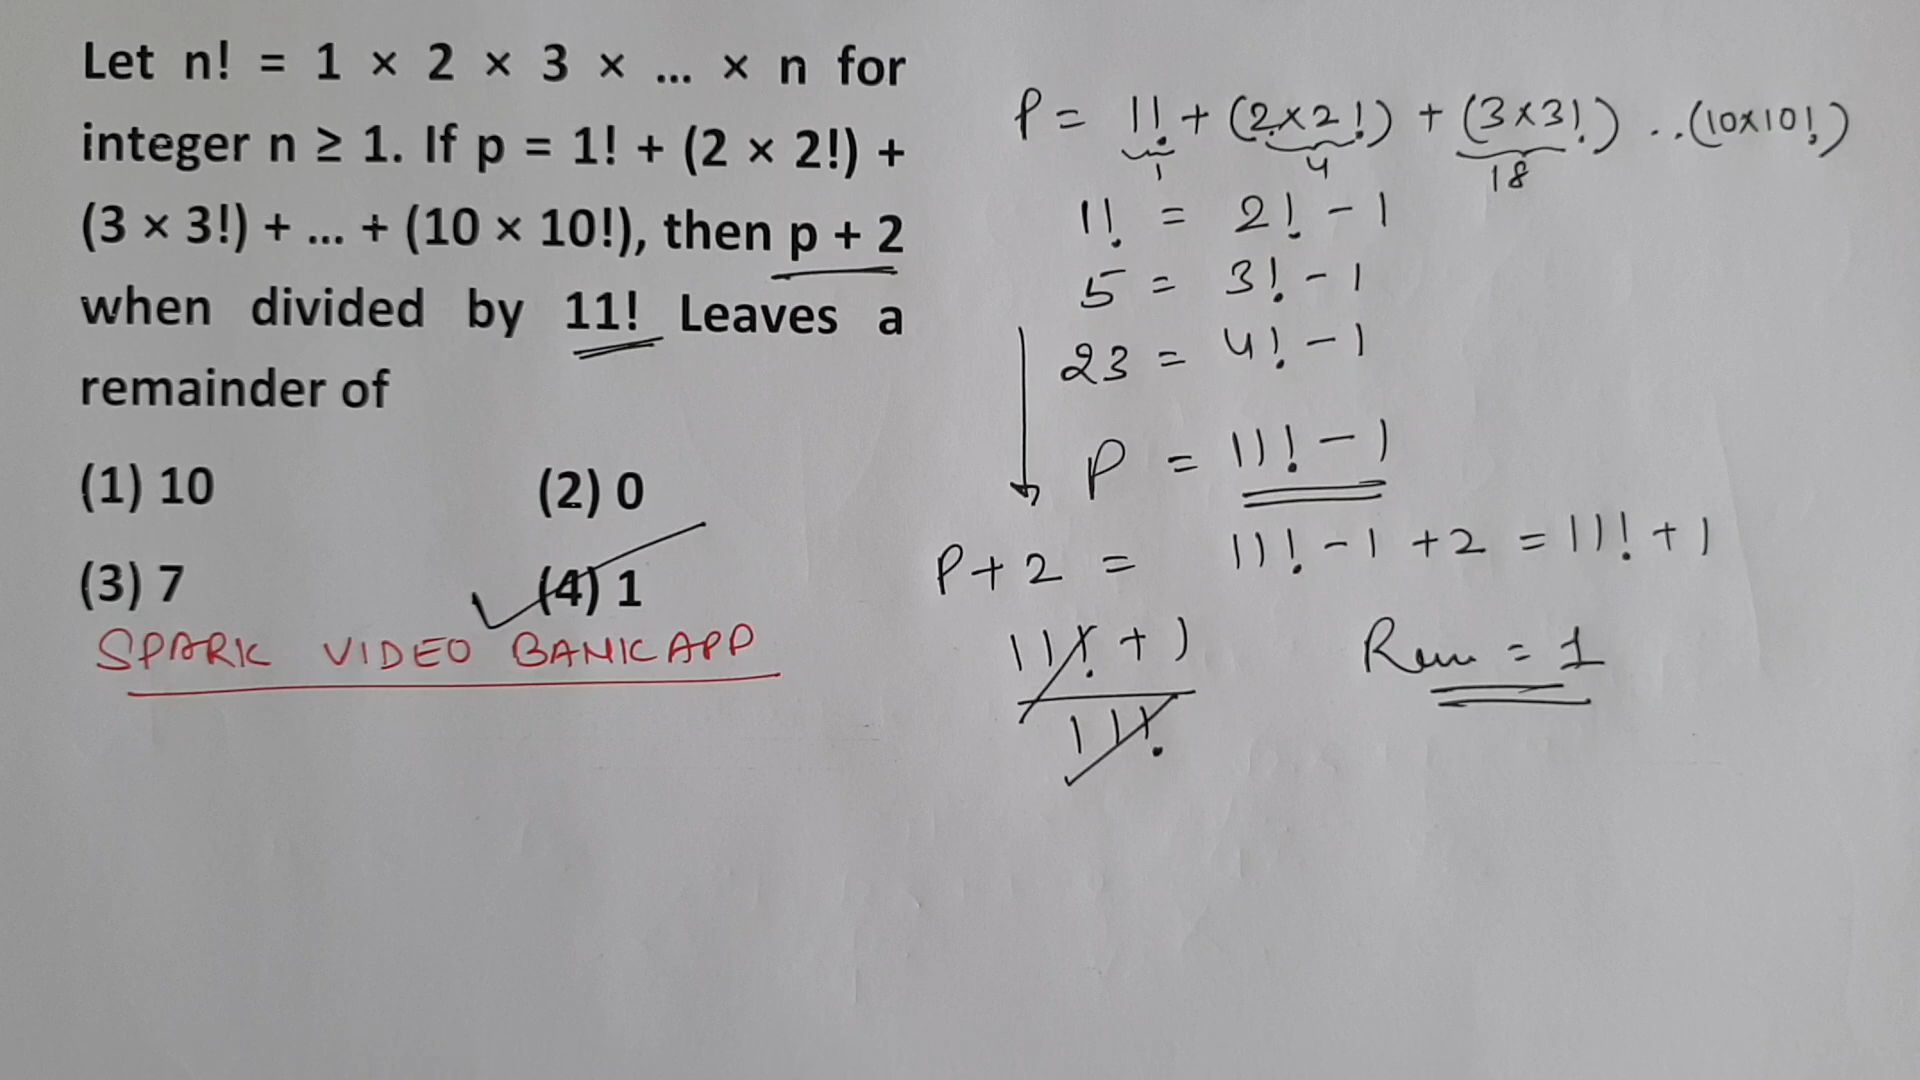 Let n! = 1 × 2 × 3 × ... × n for
integer n ≥ 1. If p = 1! + (2 × 2!) +
(3 × 3!) + ... + (10 × 10!), then p + 2
when divided by 11! Leaves a
remainder of
(1) 10 (2) 0
(3) 7 (4) 1
SPARK VIDEO BANK APP
P = 1! + (2×2!) + (3×3!) ..(10×10!)
1 4 18
1! = 2! - 1
5 = 3! - 1
23 = 4! - 1
P = 11! - 1
P+2 = 11! - 1 + 2 = 11! + 1
11! + 1
11!
Rem = 1